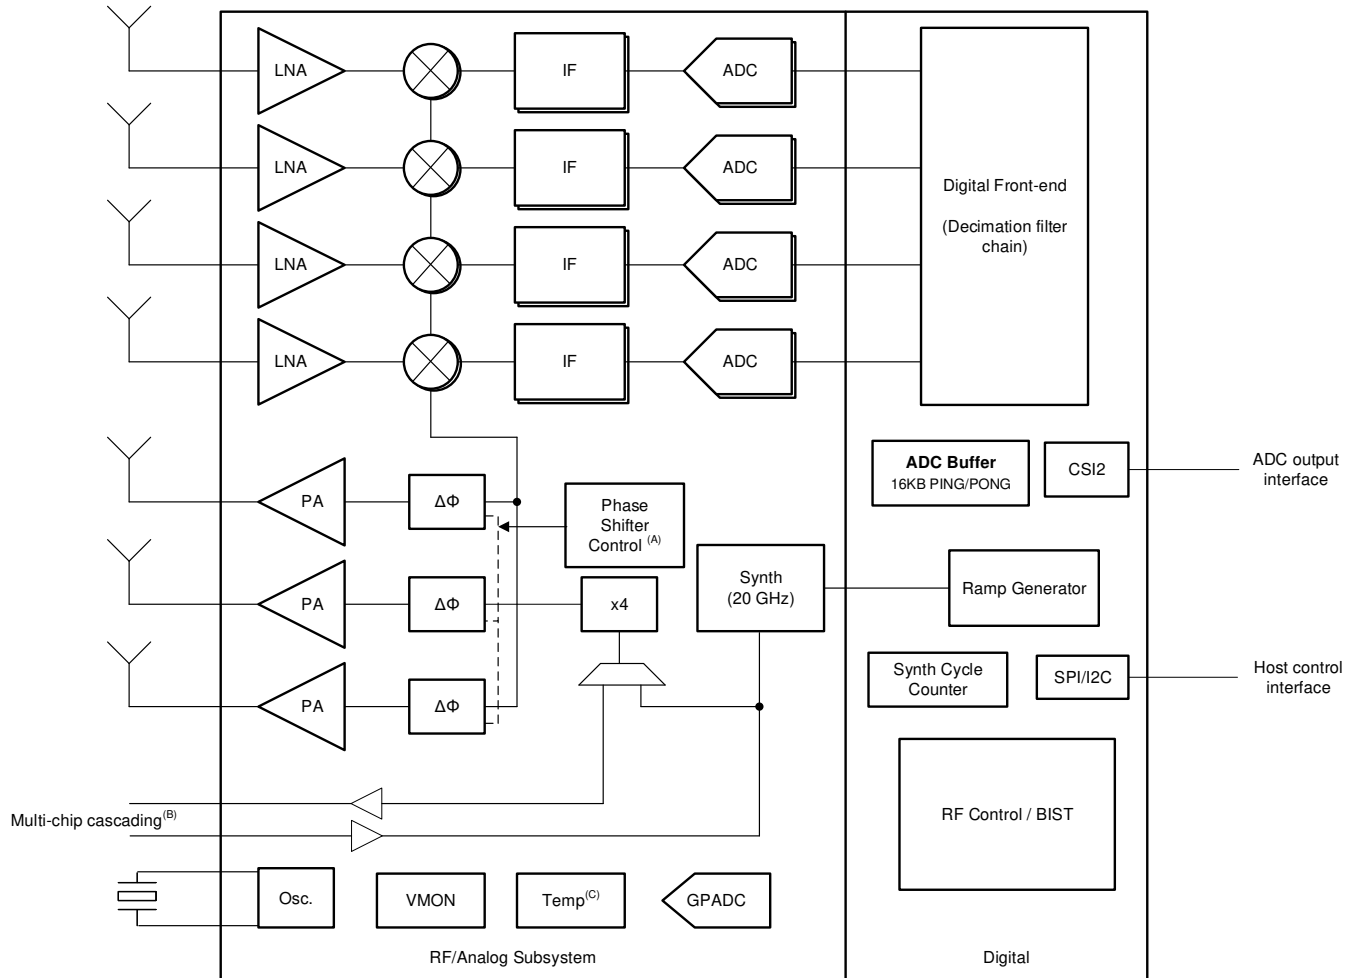 LNA
IF
ADC
LNA
IF
ADC
LNA
IF
ADC
LNA
IF
ADC
Digital Front-end
(Decimation filter
chain)
PA
ΔΦ
Phase
Shifter
Control (A)
ADC Buffer
16KB PING/PONG
CSI2
ADC output
interface
PA
ΔΦ
x4
Synth
(20 GHz)
Ramp Generator
PA
ΔΦ
Synth Cycle
Counter
SPI/I2C
Host control
interface
Multi-chip cascading(B)
RF Control / BIST
Osc.
VMON
Temp(C)
GPADC
RF/Analog Subsystem
Digital